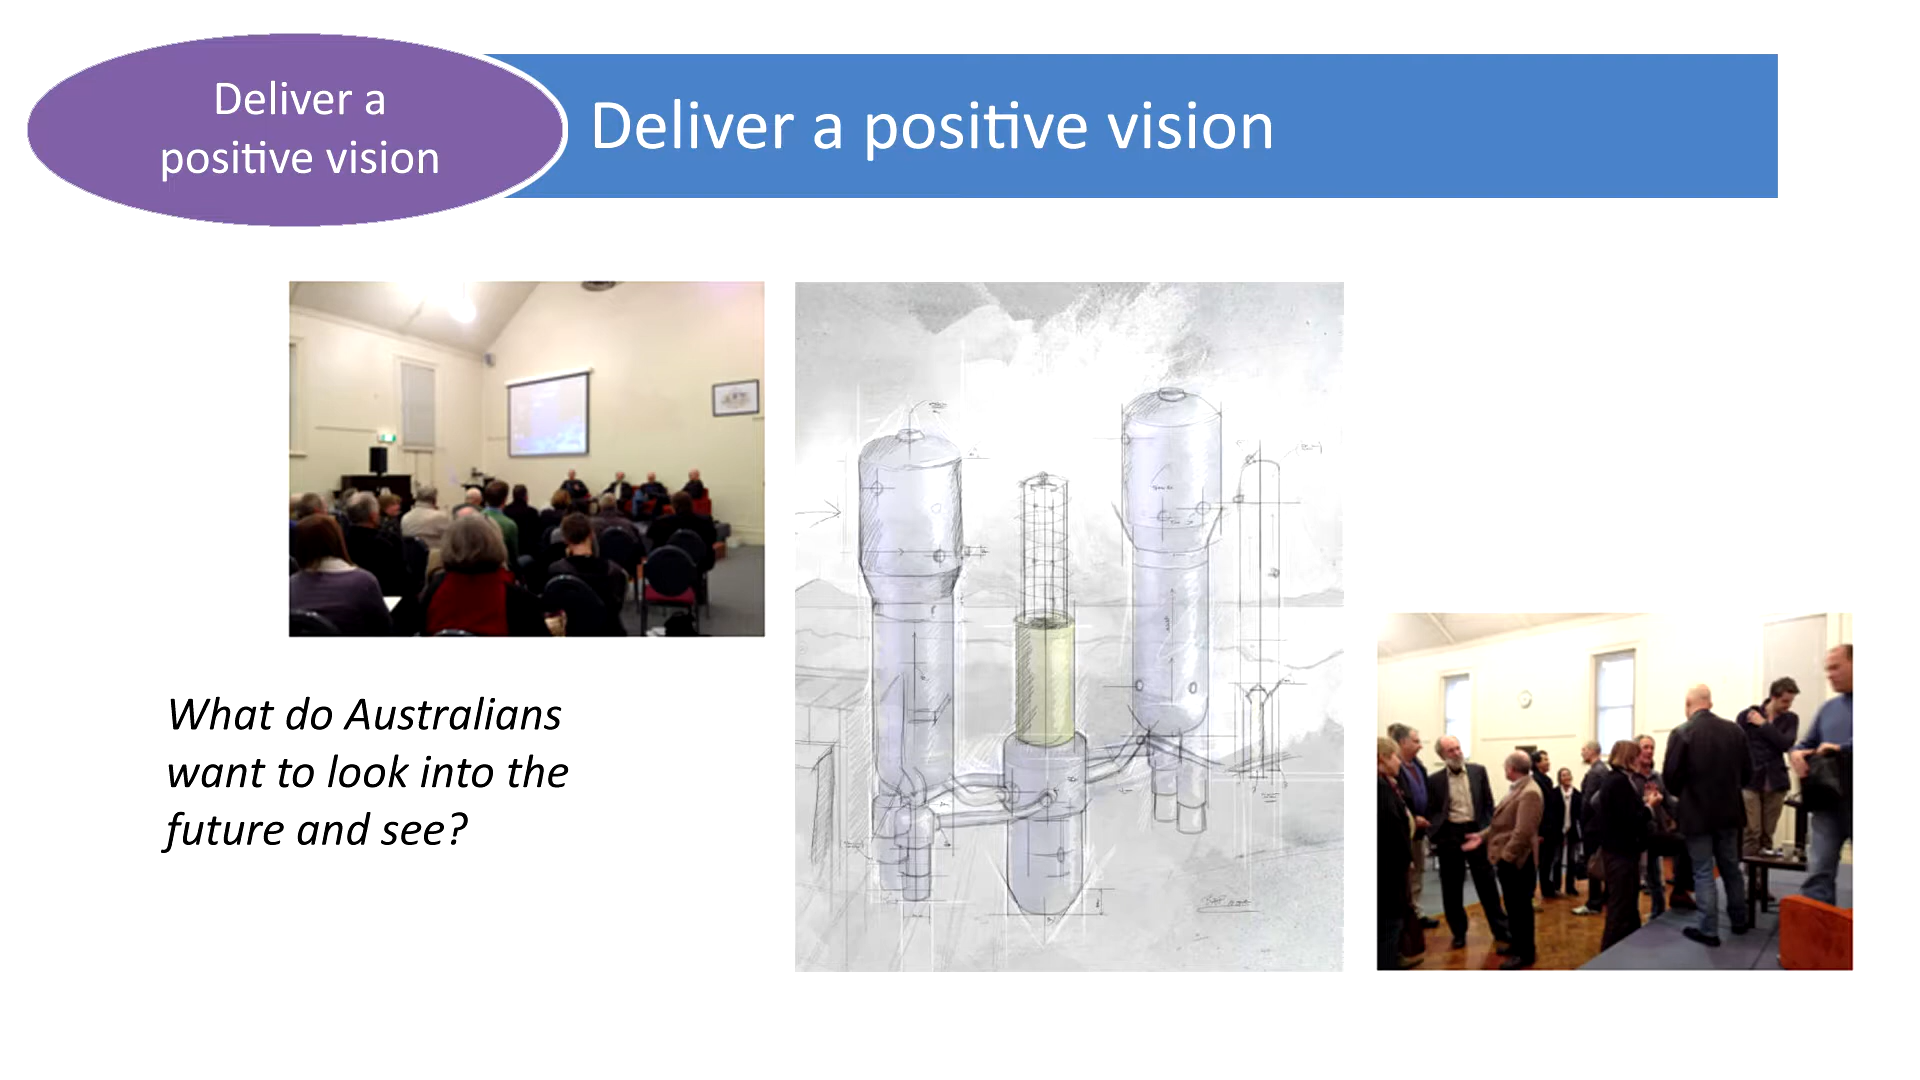 Deliver a
positive vision
Deliver a positive vision
What do Australians
want to look into the
future and see?